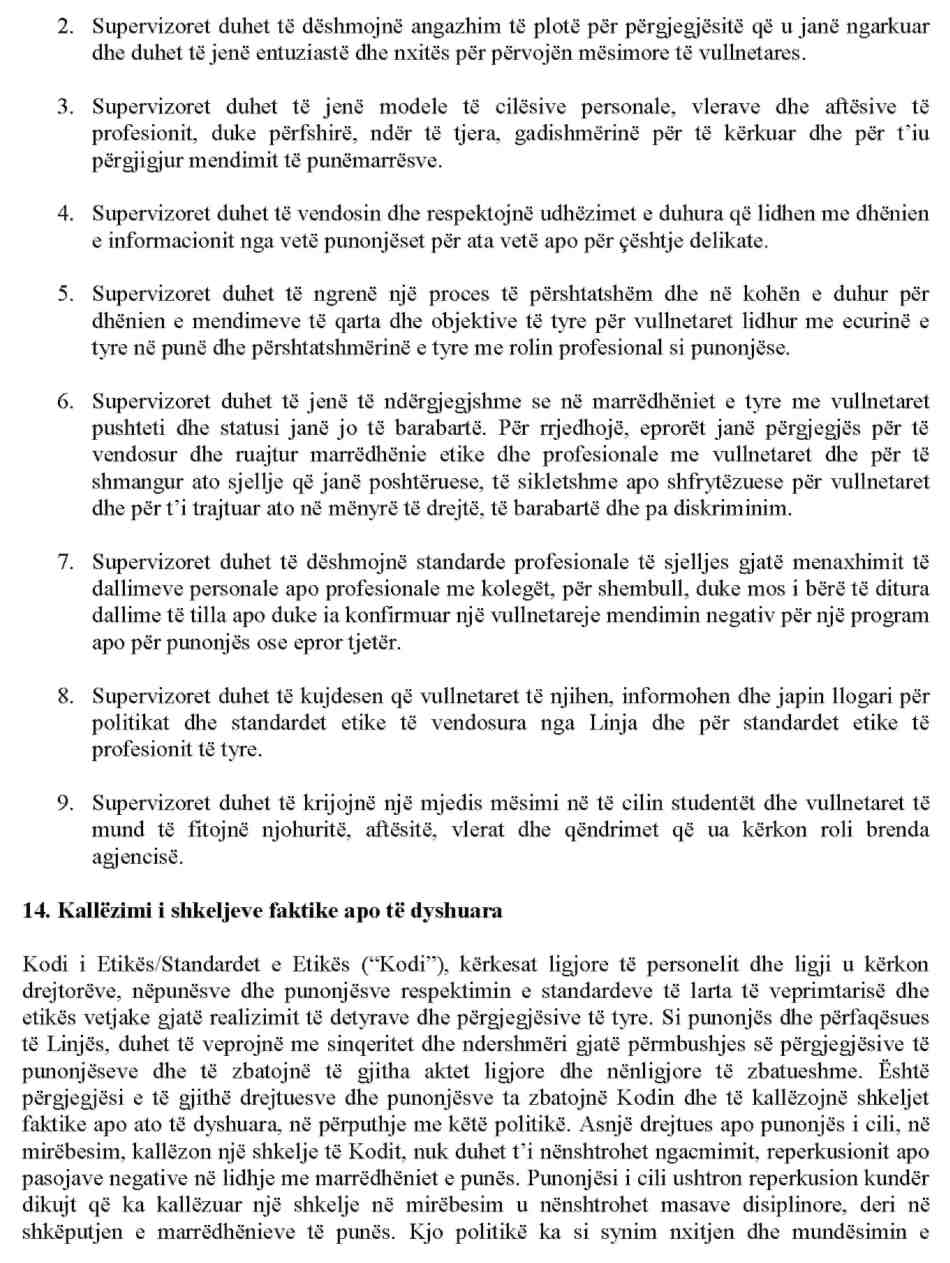 2. Supervizoret duhet të dëshmojnë angazhim të plotë për përgjegjësitë që u janë ngarkuar
dhe duhet të jenë entuziastë dhe nxitës për përvojën mësimore të vullnetares.
3. Supervizoret duhet të jenë modele të cilësive personale, vlerave dhe aftësive të
profesionit, duke përfshirë, ndër të tjera, gadishmërinë për të kërkuar dhe për t’iu
përgjigjur mendimit të punëmarrësve.
4. Supervizoret duhet të vendosin dhe respektojnë udhëzimet e duhura që lidhen me dhënien
e informacionit nga vetë punonjëset për ata vetë apo për çështje delikate.
5. Supervizoret duhet të ngrenë një proces të përshtatshëm dhe në kohën e duhur për
dhënien e mendimeve të qarta dhe objektive të tyre për vullnetaret lidhur me ecurinë e
tyre në punë dhe përshtatshmërinë e tyre me rolin profesional si punonjëse.
6. Supervizoret duhet të jenë të ndërgjegjshme se në marrëdhëniet e tyre me vullnetaret
pushteti dhe statusi janë jo të barabartë. Për rrjedhojë, eprorët janë përgjegjës për të
vendosur dhe ruajtur marrëdhënie etike dhe profesionale me vullnetaret dhe për të
shmangur ato sjellje që janë poshtëruese, të sikletshme apo shfrytëzuese për vullnetaret
dhe për t’i trajtuar ato në mënyrë të drejtë, të barabartë dhe pa diskriminim.
7. Supervizoret duhet të dëshmojnë standarde profesionale të sjelljes gjatë menaxhimit të
dallimeve personale apo profesionale me kolegët, për shembull, duke mos i bërë të ditura
dallime të tilla apo duke ia konfirmuar një vullnetareje mendimin negativ për një program
apo për punonjës ose epror tjetër.
8. Supervizoret duhet të kujdesen që vullnetaret të njihen, informohen dhe japin llogari për
politikat dhe standardet etike të vendosura nga Linja dhe për standardet etike të
profesionit të tyre.
9. Supervizoret duhet të krijojnë një mjedis mësimi në të cilin studentët dhe vullnetaret të
mund të fitojnë njohuritë, aftësitë, vlerat dhe qëndrimet që ua kërkon roli brenda
agjencisë.
14. Kallëzimi i shkeljeve faktike apo të dyshuara
Kodi i Etikës/Standardet e Etikës (“Kodi”), kërkesat ligjore të personelit dhe ligji u kërkon
drejtorëve, nëpunësve dhe punonjësve respektimin e standardeve të larta të veprimtarisë dhe
etikës vetjake gjatë realizimit të detyrave dhe përgjegjësive të tyre. Si punonjës dhe përfaqësues
të Linjës, duhet të veprojnë me sinqeritet dhe ndershmëri gjatë përmbushjes së përgjegjësive të
punonjëseve dhe të zbatojnë të gjitha aktet ligjore dhe nënligjore të zbatueshme. Është
përgjegjësi e të gjithë drejtuesve dhe punonjësve ta zbatojnë Kodin dhe të kallëzojnë shkeljet
faktike apo ato të dyshuara, në përputhje me këtë politikë. Asnjë drejtues apo punonjës i cili, në
mirëbesim, kallëzon një shkelje të Kodit, nuk duhet t’i nënshtrohet ngacmimit, reperkusionit apo
pasojave negative në lidhje me marrëdhëniet e punës. Punonjësi i cili ushtron reperkusion kundër
dikujt që ka kallëzuar një shkelje në mirëbesim u nënshtrohet masave disiplinore, deri në
shkëputjen e marrëdhënieve të punës. Kjo politikë ka si synim nxitjen dhe mundësimin e